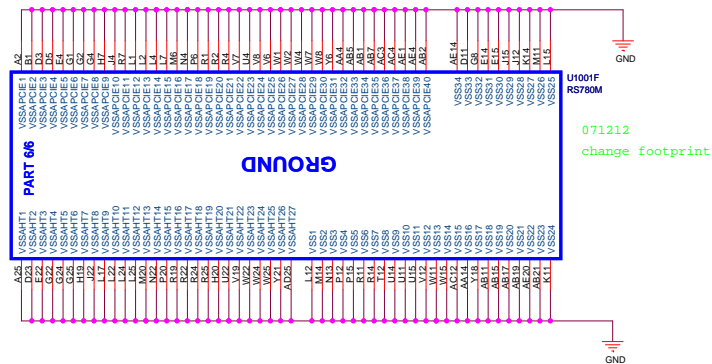 A2 B1 D3 D5 E4 G1 G2 G4 H7 J4 R7 L1 L2 L4 L7 M6 N4 P6 R1 R2 R4 V7 U4 V8 V6 W1 W2 W4 W7 W8 Y6 AA4 AB5 AB1 AB7 AC3 AC4 AE1 AE4 AB2 AE14 D11 G8 E14 E15 J15 J12 K14 M11 L15
GND
VSSAPCIE1 VSSAPCIE2 VSSAPCIE3 VSSAPCIE4 VSSAPCIE5 VSSAPCIE6 VSSAPCIE7 VSSAPCIE8 VSSAPCIE9 VSSAPCIE10 VSSAPCIE11 VSSAPCIE12 VSSAPCIE13 VSSAPCIE14 VSSAPCIE15 VSSAPCIE16 VSSAPCIE17 VSSAPCIE18 VSSAPCIE19 VSSAPCIE20 VSSAPCIE21 VSSAPCIE22 VSSAPCIE23 VSSAPCIE24 VSSAPCIE25 VSSAPCIE26 VSSAPCIE27 VSSAPCIE28 VSSAPCIE29 VSSAPCIE30 VSSAPCIE31 VSSAPCIE32 VSSAPCIE33 VSSAPCIE34 VSSAPCIE35 VSSAPCIE36 VSSAPCIE37 VSSAPCIE38 VSSAPCIE39 VSSAPCIE40 VSS34 VSS33 VSS32 VSS31 VSS30 VSS29 VSS28 VSS27 VSS26 VSS25
U1001F
RS780M
071212
change footprint
PART 6/6
GROUND
VSSAHT1 VSSAHT2 VSSAHT3 VSSAHT4 VSSAHT5 VSSAHT6 VSSAHT7 VSSAHT8 VSSAHT9 VSSAHT10 VSSAHT11 VSSAHT12 VSSAHT13 VSSAHT14 VSSAHT15 VSSAHT16 VSSAHT17 VSSAHT18 VSSAHT19 VSSAHT20 VSSAHT21 VSSAHT22 VSSAHT23 VSSAHT24 VSSAHT25 VSSAHT26 VSSAHT27 VSS1 VSS2 VSS3 VSS4 VSS5 VSS6 VSS7 VSS8 VSS9 VSS10 VSS11 VSS12 VSS13 VSS14 VSS15 VSS16 VSS17 VSS18 VSS19 VSS20 VSS21 VSS22 VSS23 VSS24
A25 D23 E22 G22 G24 G25 H19 J22 L17 L22 L24 L25 M20 N22 P20 R19 R22 R24 R25 H20 U22 V19 W22 W24 W25 Y21 AD25 L12 M14 N13 P12 P15 R11 R14 T12 U14 U11 U15 V12 W11 W15 AC12 AA14 Y18 AB11 AB15 AB17 AB19 AE20 AB21 K11
GND